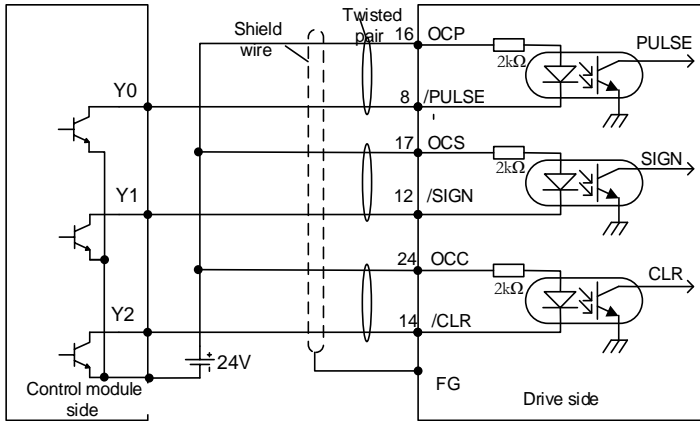 Shield
wire
Twisted
pair
16 OCP
2kΩ
PULSE
Y0
8 /PULSE
17 OCS
2kΩ
SIGN
Y1
12 /SIGN
24 OCC
2kΩ
CLR
Y2
14 /CLR
24V
FG
Control module
side
Drive side